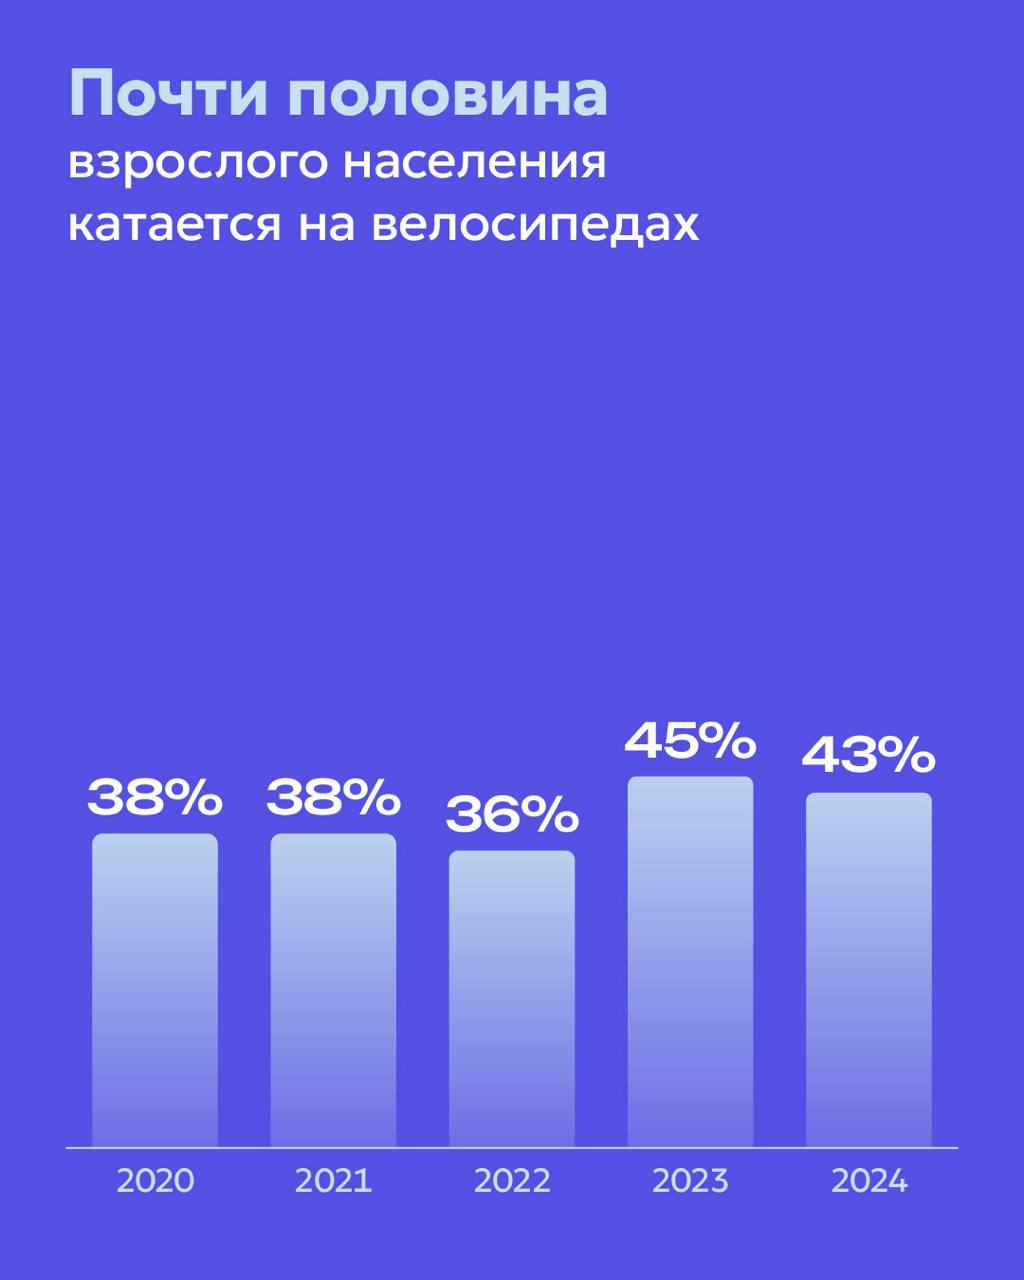 Почти половина
взрослого населения
катается на велосипедах
45%
43%
38% 38%
36%
2020 2021 2022 2023 2024